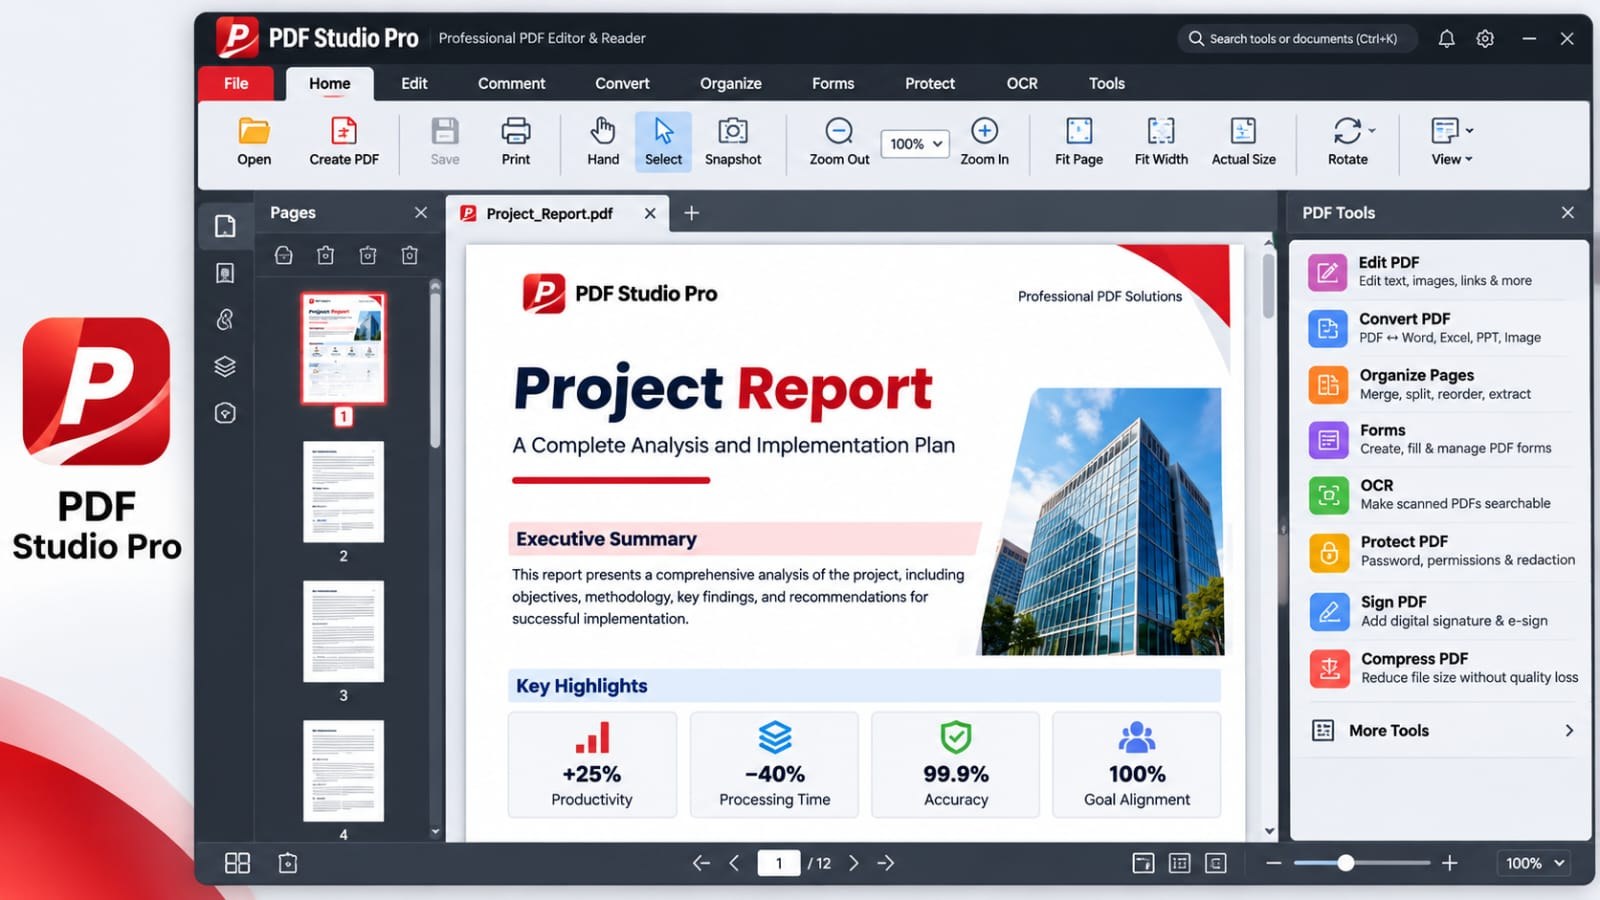 PDF Studio Pro
Professional PDF Editor & Reader
Search tools or documents (Ctrl+K)
File
Home
Edit
Comment
Convert
Organize
Forms
Protect
OCR
Tools
Open
Create PDF
Save
Print
Hand
Select
Snapshot
Zoom Out
100%
Zoom In
Fit Page
Fit Width
Actual Size
Rotate
View
P
PDF
Studio Pro
Pages
1
2
3
4
Project_Report.pdf
PDF Studio Pro
Professional PDF Solutions
Project Report
A Complete Analysis and Implementation Plan
Executive Summary
This report presents a comprehensive analysis of the project, including
objectives, methodology, key findings, and recommendations for
successful implementation.
Key Highlights
+25%
Productivity
−40%
Processing Time
99.9%
Accuracy
100%
Goal Alignment
PDF Tools
Edit PDF
Edit text, images, links & more
Convert PDF
PDF ↔ Word, Excel, PPT, Image
Organize Pages
Merge, split, reorder, extract
Forms
Create, fill & manage PDF forms
OCR
Make scanned PDFs searchable
Protect PDF
Password, permissions & redaction
Sign PDF
Add digital signature & e-sign
Compress PDF
Reduce file size without quality loss
More Tools
1 / 12
100%